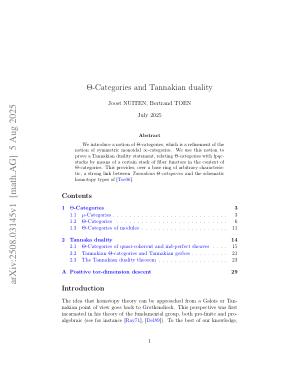 Θ-Categories and Tannakian duality
Joost NUITEN, Bertrand TOËN
July 2025
Abstract
We introduce a notion of Θ-categories, which is a refinement of the
notion of symmetric monoidal ∞-categories. We use this notion to
prove a Tannakian duality statement, relating Θ-categories with fpqc-
stacks by means of a certain stack of fiber functors in the context of
Θ-categories. This provides, over a base ring of arbitrary characteris-
tic, a strong link between Tannakian Θ-categories and the schematic
homotopy types of [Toe06].
Contents
1 Θ-Categories 3
1.1 μ-Categories 3
1.2 Θ-Categories 6
1.3 Θ-Categories of modules 11
2 Tannaka duality 14
2.1 Θ-Categories of quasi-coherent and ind-perfect sheaves 15
2.2 Tannakian Θ-Categories and Tannakian gerbes 21
2.3 The Tannakian duality theorem 23
A Positive tor-dimension descent 29
Introduction
The idea that homotopy theory can be approached from a Galois or Tan-
nakian point of view goes back to Grothendieck. This perspective was first
incarnated in his theory of the fundamental group, both pro-finite and pro-
algebraic (see for instance [Ray71], [Del89]). To the best of our knowledge,
1
arXiv:2508.03145v1 [math.AG] 5 Aug 2025